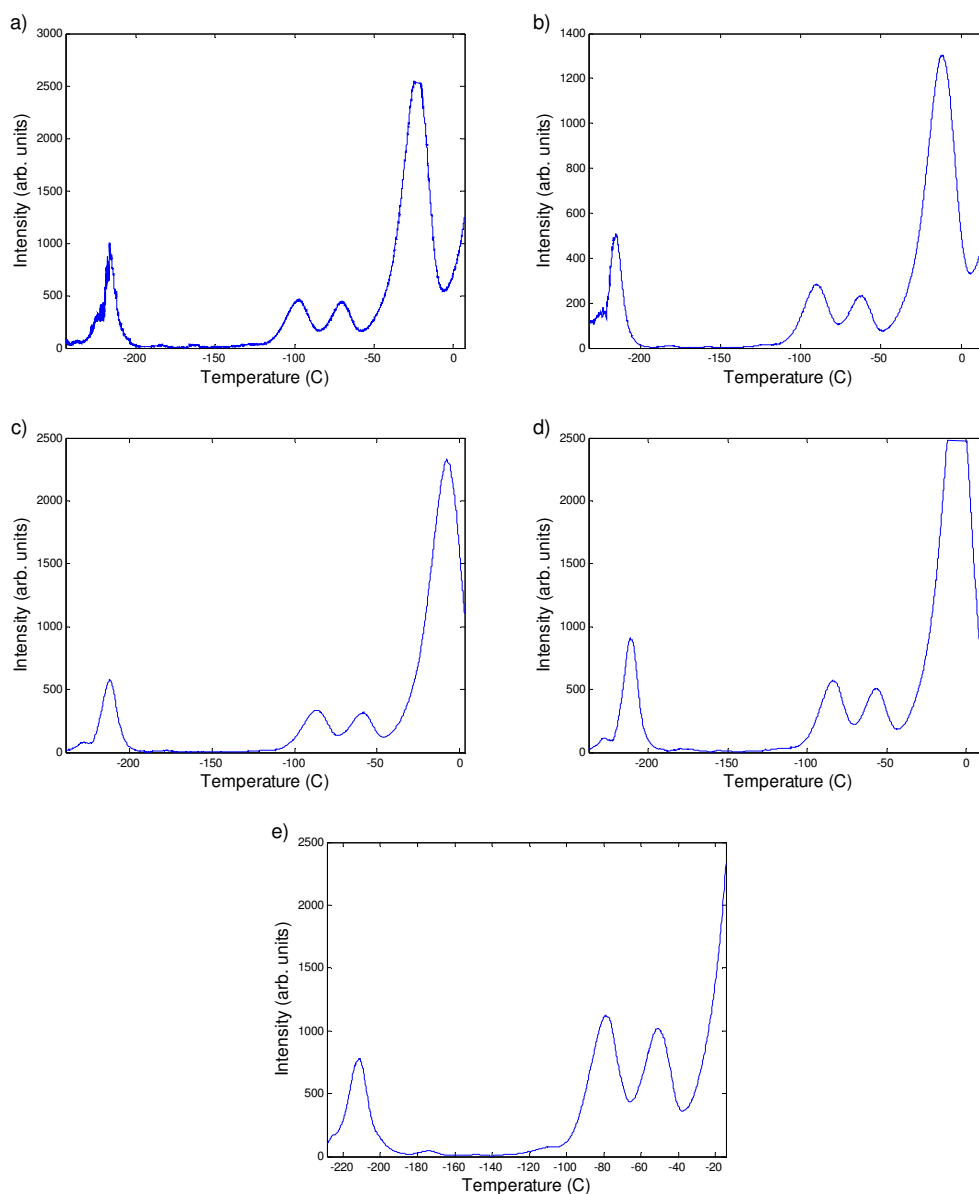 a)
3000
2500
2000
1500
1000
500
0
Intensity (arb. units)
-200 -150 -100 -50 0
Temperature (C)
b)
1400
1200
1000
800
600
400
200
0
Intensity (arb. units)
-200 -150 -100 -50 0
Temperature (C)
c)
2500
2000
1500
1000
500
0
Intensity (arb. units)
-200 -150 -100 -50 0
Temperature (C)
d)
2500
2000
1500
1000
500
0
Intensity (arb. units)
-200 -150 -100 -50 0
Temperature (C)
e)
2500
2000
1500
1000
500
0
Intensity (arb. units)
-220 -200 -180 -160 -140 -120 -100 -80 -60 -40 -20
Temperature (C)